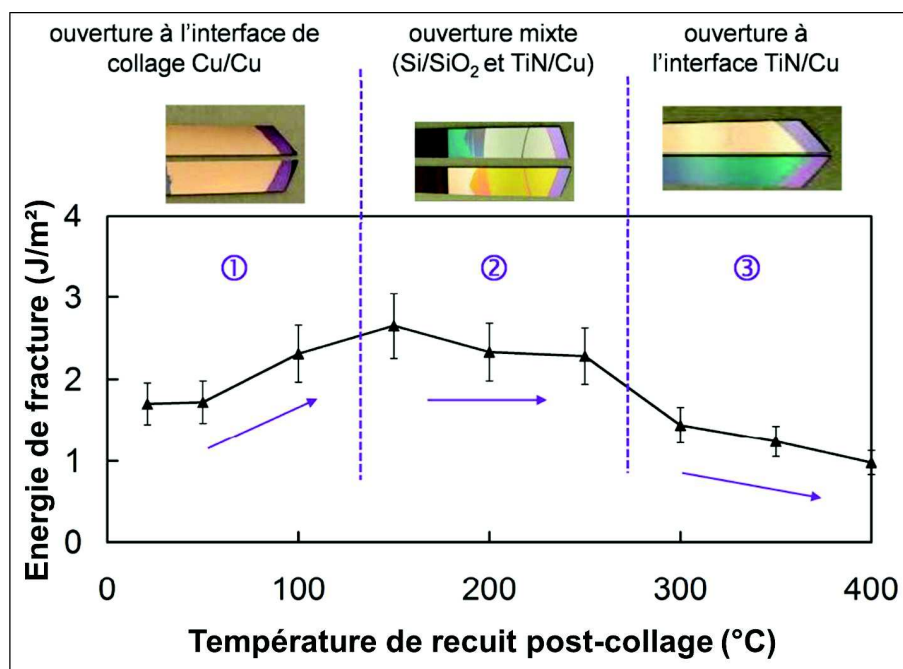 ouverture à l'interface de
collage Cu/Cu
ouverture mixte
(Si/SiO₂ et TiN/Cu)
ouverture à
l'interface TiN/Cu
Energie de fracture (J/m²)
4
3
2
1
0
①
②
③
0
100
200
300
400
Température de recuit post-collage (°C)